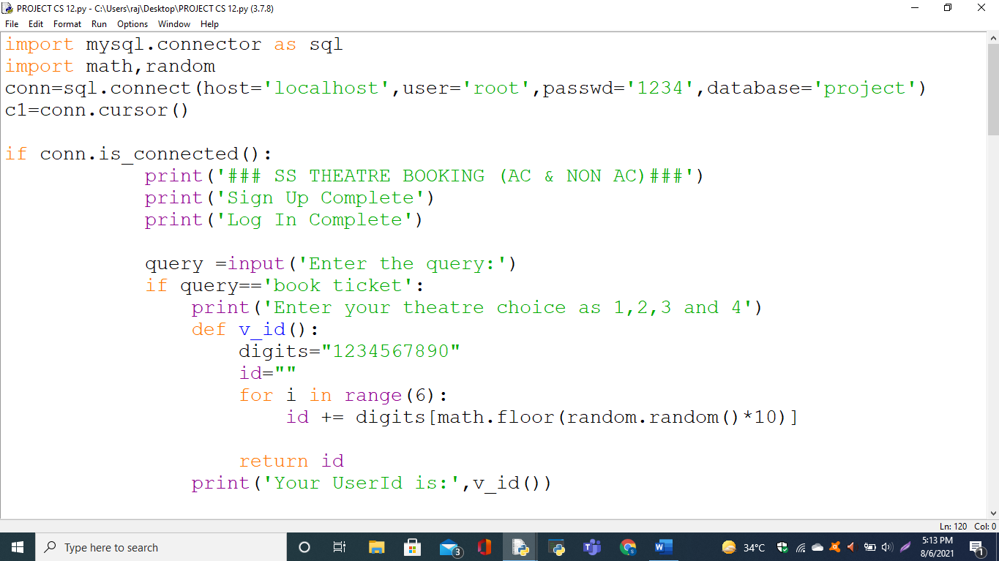 PROJECT CS 12.py - C:\Users\raj\Desktop\PROJECT CS 12.py (3.7.8)
File Edit Format Run Options Window Help
import mysql.connector as sql
import math,random
conn=sql.connect(host='localhost',user='root',passwd='1234',database='project')
c1=conn.cursor()
if conn.is_connected():
print('### SS THEATRE BOOKING (AC & NON AC)###')
print('Sign Up Complete')
print('Log In Complete')
query =input('Enter the query:')
if query=='book ticket':
print('Enter your theatre choice as 1,2,3 and 4')
def v_id():
digits="1234567890"
id=""
for i in range(6):
id += digits[math.floor(random.random()*10)]
return id
print('Your UserId is:',v_id())
Ln: 120 Col: 0
Type here to search
3
34°C
5:13 PM
8/6/2021
1